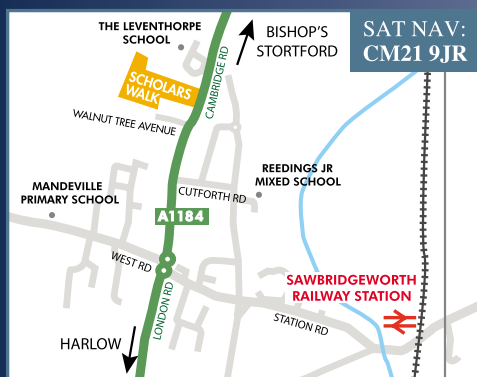 THE LEVENTHORPE
SCHOOL
BISHOP'S
STORTFORD
SAT NAV:
CM21 9JR
SCHOLARS
WALK
CAMBRIDGE RD
WALNUT TREE AVENUE
REEDINGS JR
MIXED SCHOOL
MANDEVILLE
PRIMARY SCHOOL
CUTFORTH RD
A1184
WEST RD
SAWBRIDGEWORTH
RAILWAY STATION
LONDON RD
STATION RD
HARLOW